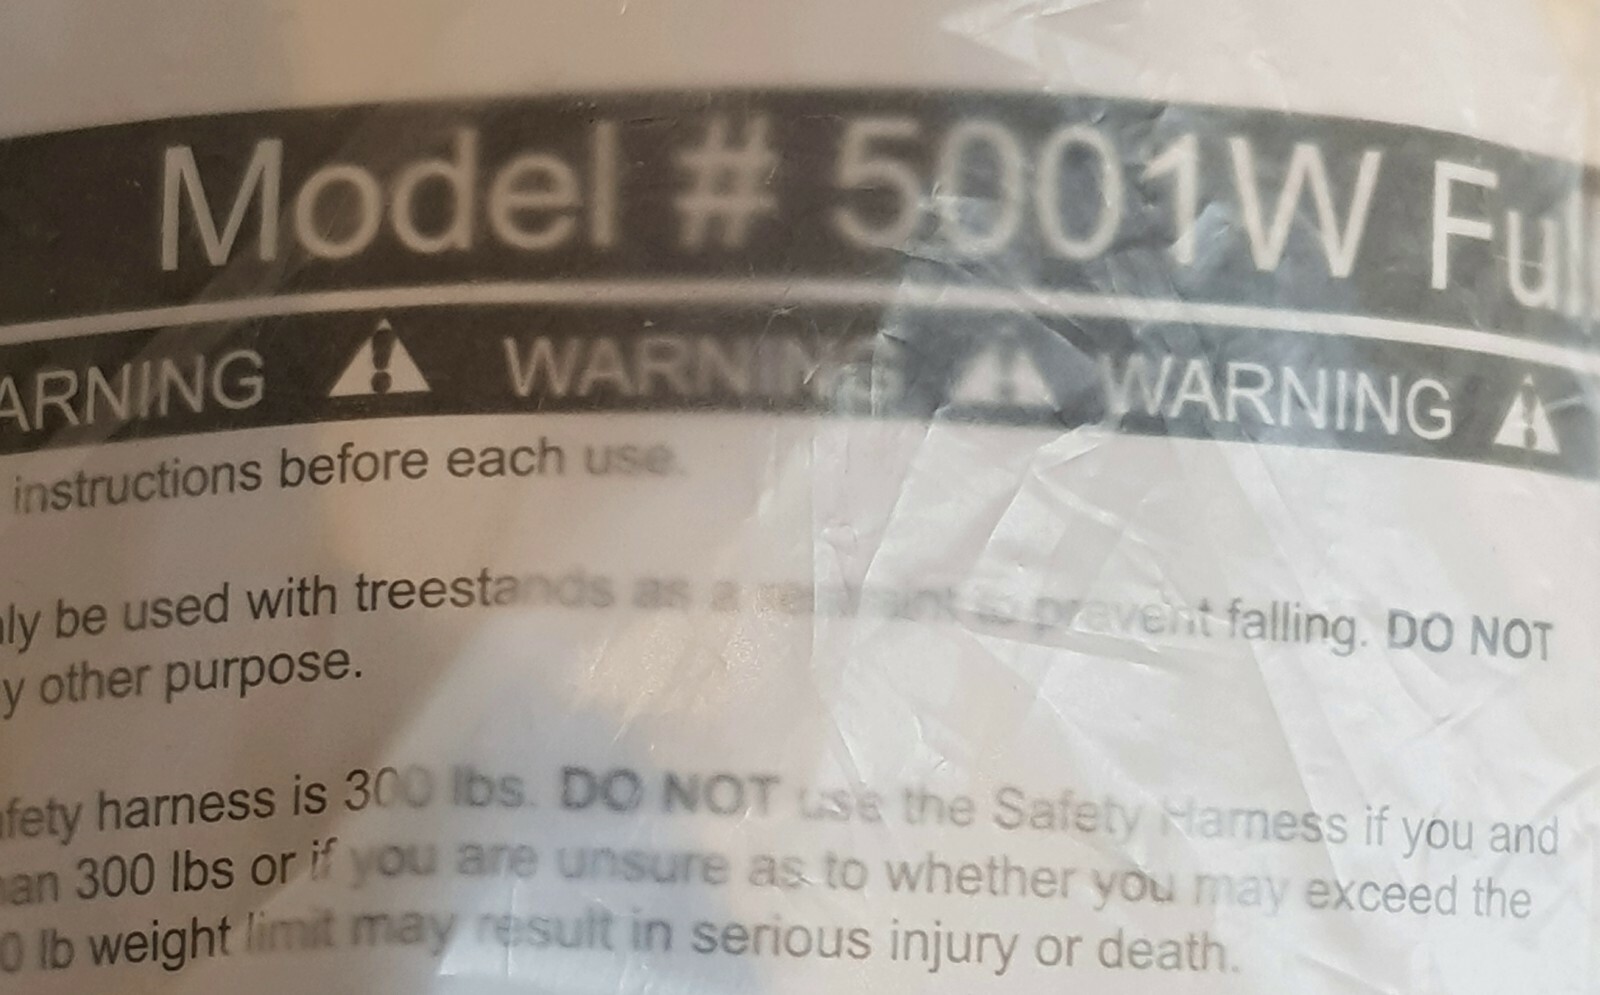 Model # 5001W Full
ARNING ⚠ WARNING ⚠ WARNING ⚠
instructions before each use.
nly be used with treestands as a restraint to prevent falling. DO NOT
y other purpose.
afety harness is 300 lbs. DO NOT use the Safety Harness if you and
an 300 lbs or if you are unsure as to whether you may exceed the
0 lb weight limit may result in serious injury or death.